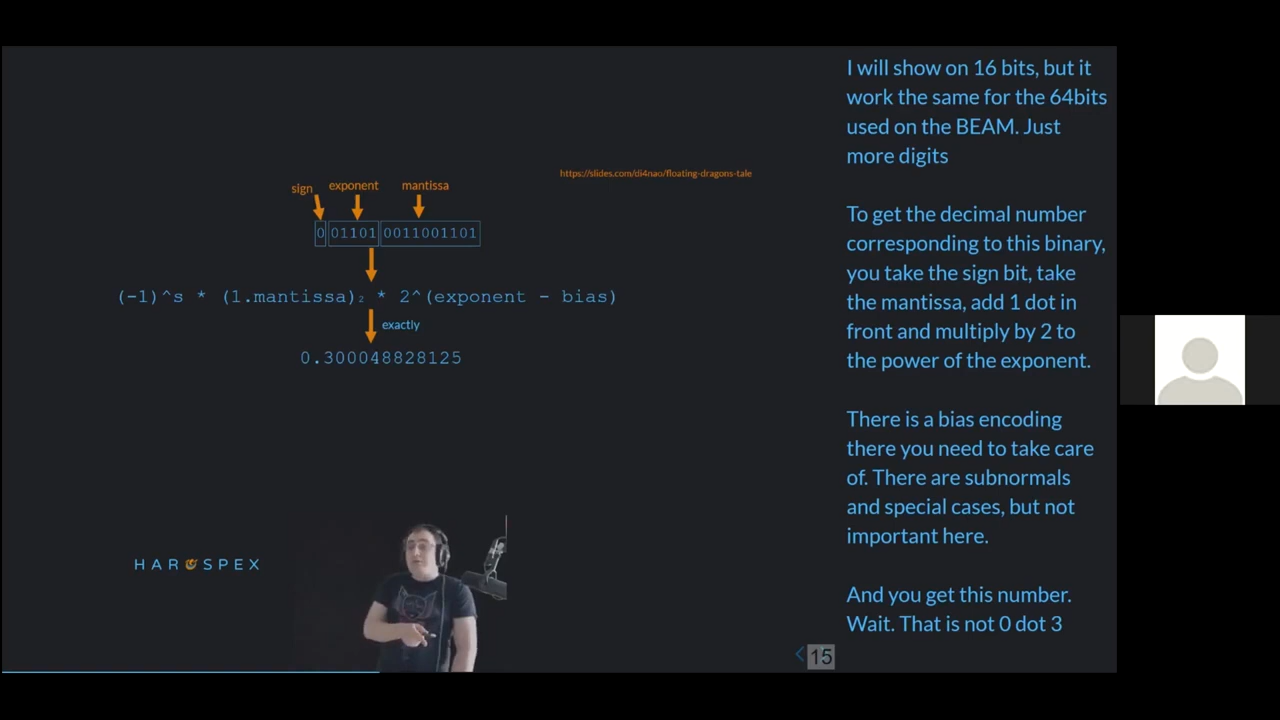 I will show on 16 bits, but it
work the same for the 64bits
used on the BEAM. Just
more digits
https://slides.com/di4nao/floating-dragons-tale
sign exponent mantissa
0 01101 0011001101
To get the decimal number
corresponding to this binary,
you take the sign bit, take
the mantissa, add 1 dot in
front and multiply by 2 to
the power of the exponent.
(-1)^s * (1.mantissa)₂ * 2^(exponent - bias)
exactly
0.300048828125
There is a bias encoding
there you need to take care
of. There are subnormals
and special cases, but not
important here.
HAROSPEX
And you get this number.
Wait. That is not 0 dot 3
<15